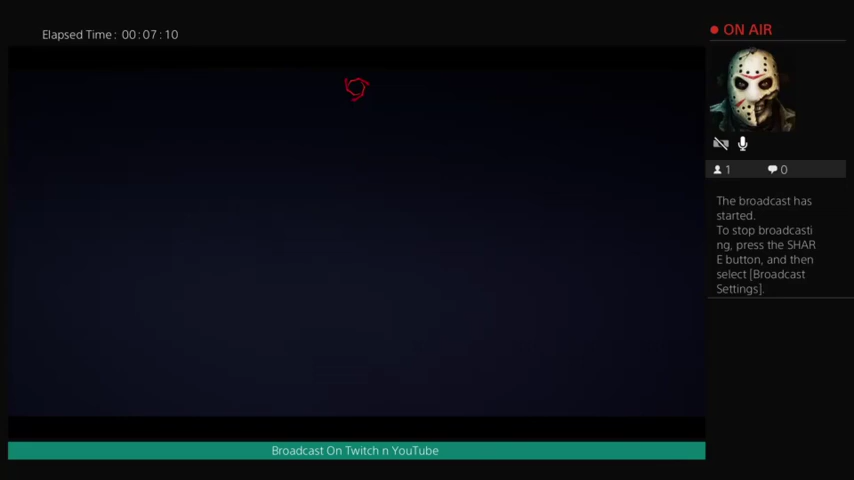 Elapsed Time: 00:07:10
ON AIR
1
0
The broadcast has
started.
To stop broadcasti
ng, press the SHAR
E button, and then
select [Broadcast
Settings].
Broadcast On Twitch n YouTube